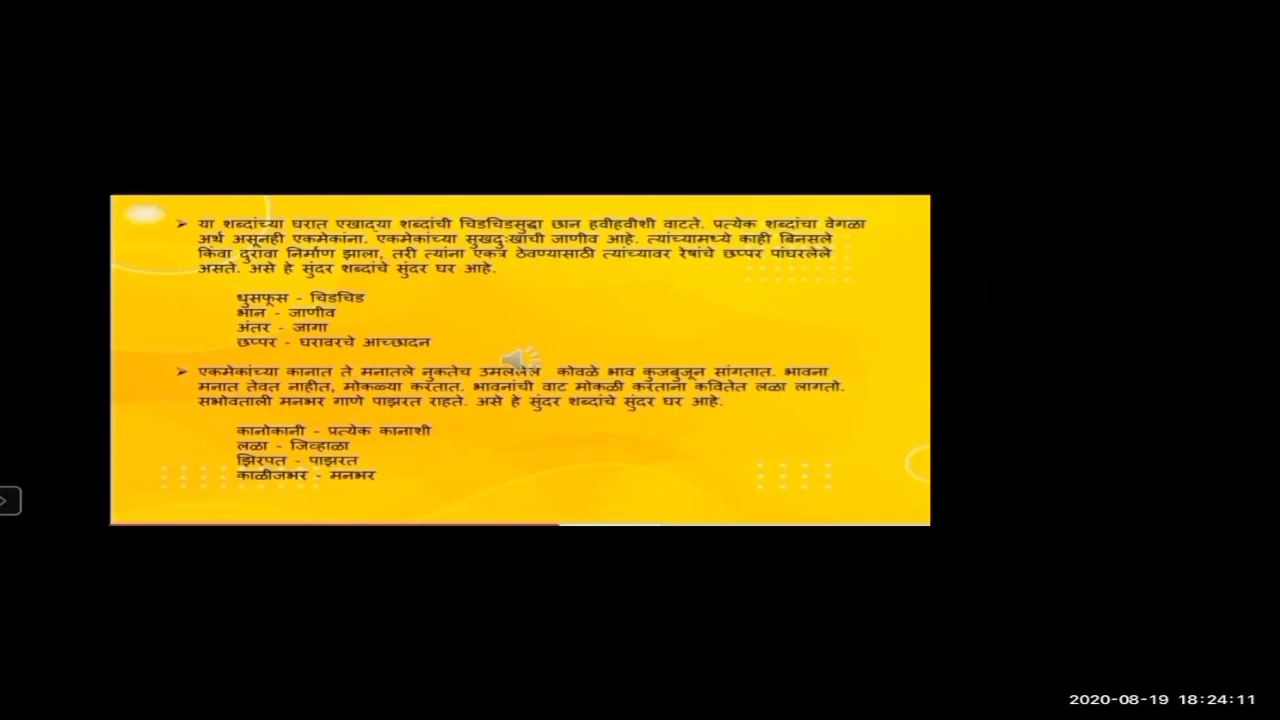 ➢ या शब्दांच्या घरात एखाद्या शब्दांची चिडचिडसुद्धा छान हवीहवीशी वाटते. प्रत्येक शब्दांचा वेगळा
अर्थ असूनही एकमेकांना. एकमेकांच्या सुखदुःखाची जाणीव आहे. त्यांच्यामध्ये काही बिनसले
किंवा दुरावा निर्माण झाला, तरी त्यांना एकत्र ठेवण्यासाठी त्यांच्यावर रेषांचे छप्पर पांघरलेले
असते. असे हे सुंदर शब्दांचे सुंदर घर आहे.
धुसफूस - चिडचिड
भान - जाणीव
अंतर - जागा
छप्पर - घरावरचे आच्छादन
➢ एकमेकांच्या कानात ते मनातले नुकतेच कोवळे भाव कुजबुजून सांगतात. भावना
मनात तेवत नाहीत, मोकळ्या करतात. भावनांची वाट मोकळी करताना कवितेत लळा लागतो.
सभोवताली मनभर गाणे पाझरत राहते. असे हे सुंदर शब्दांचे सुंदर घर आहे.
कानोकानी - प्रत्येक कानाशी
लळा - जिव्हाळा
झिरपत - पाझरत
काळीजभर - मनभर
2020-08-19 18:24:11